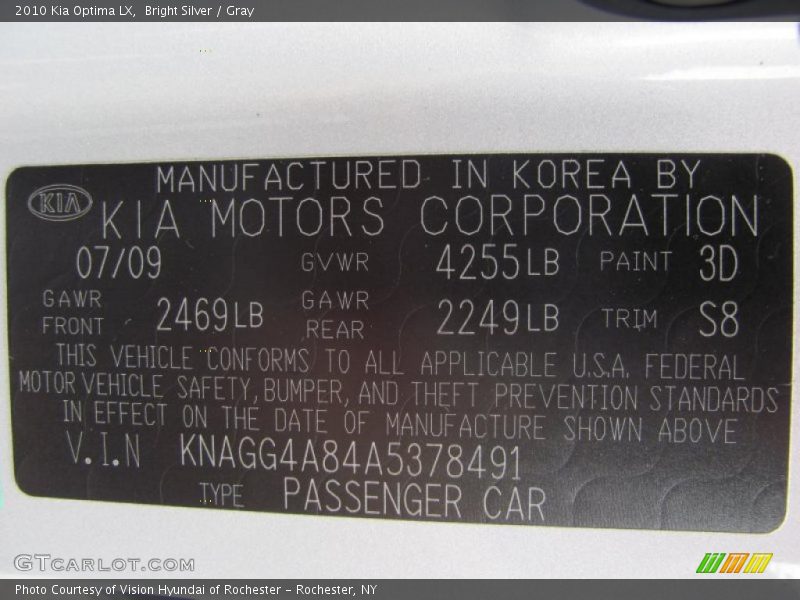 2010 Kia Optima LX, Bright Silver / Gray
MANUFACTURED IN KOREA BY
KIA KIA MOTORS CORPORATION
07/09 GVWR 4255LB PAINT 3D
GAWR FRONT 2469LB GAWR REAR 2249LB TRIM S8
THIS VEHICLE CONFORMS TO ALL APPLICABLE U.S.A. FEDERAL
MOTOR VEHICLE SAFETY, BUMPER, AND THEFT PREVENTION STANDARDS
IN EFFECT ON THE DATE OF MANUFACTURE SHOWN ABOVE
V.I.N KNAGG4A84A5378491
TYPE PASSENGER CAR
GTCARLOT.COM
Photo Courtesy of Vision Hyundai of Rochester – Rochester, NY